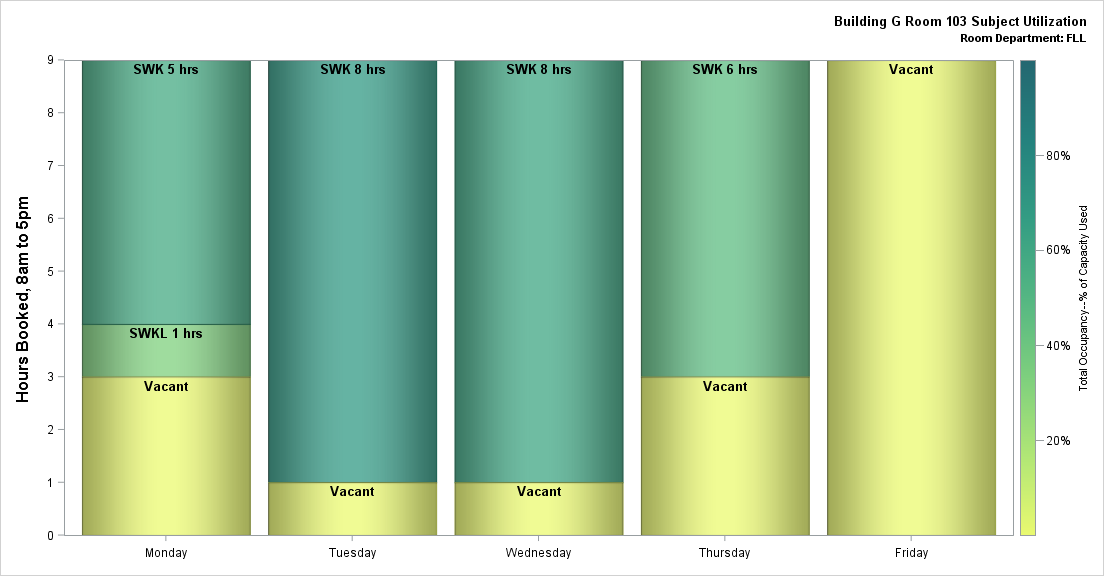 Building G Room 103 Subject Utilization
Room Department: FLL
Hours Booked, 8am to 5pm
9
8
7
6
5
4
3
2
1
0
SWK 5 hrs
SWKL 1 hrs
Vacant
SWK 8 hrs
Vacant
SWK 8 hrs
Vacant
SWK 6 hrs
Vacant
Vacant
Monday
Tuesday
Wednesday
Thursday
Friday
80%
60%
40%
20%
Total Occupancy--% of Capacity Used